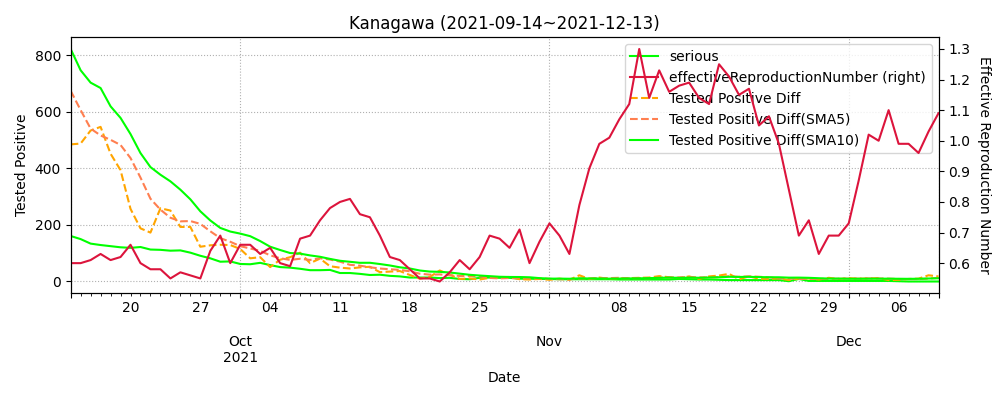 Kanagawa (2021-09-14~2021-12-13)
800
600
400
200
0
Tested Positive
1.3
1.2
1.1
1.0
0.9
0.8
0.7
0.6
Effective Reproduction Number
serious
effectiveReproductionNumber (right)
Tested Positive Diff
Tested Positive Diff(SMA5)
Tested Positive Diff(SMA10)
20 27 04 11 18 25 08 15 22 29 06
Oct Nov Dec
2021
Date